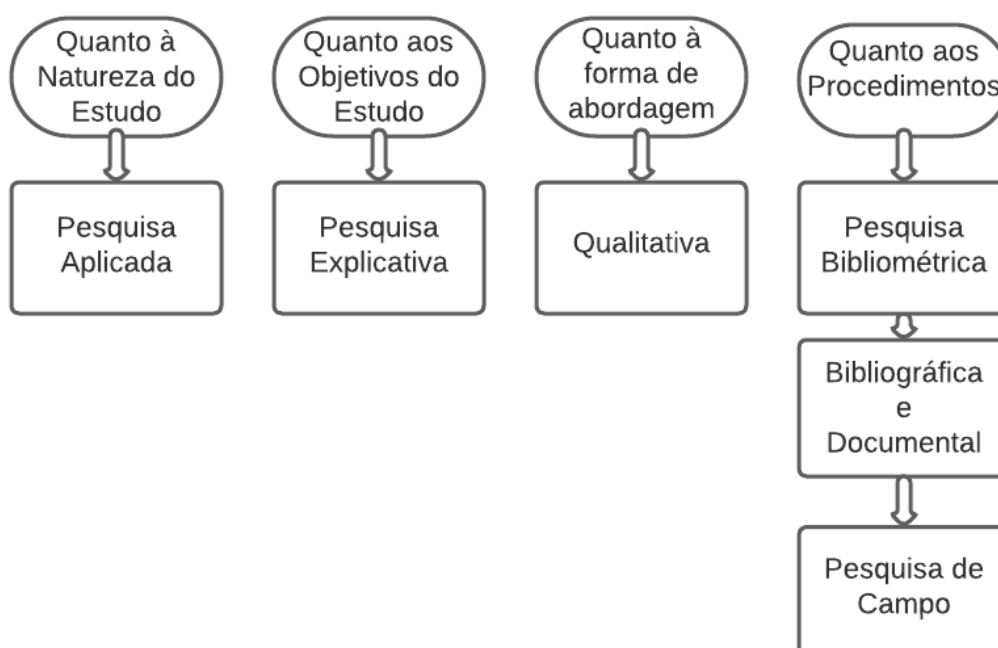 Quanto à
Natureza do
Estudo
Quanto aos
Objetivos do
Estudo
Quanto à
forma de
abordagem
Quanto aos
Procedimentos
Pesquisa
Aplicada
Pesquisa
Explicativa
Qualitativa
Pesquisa
Bibliométrica
Bibliográfica
e
Documental
Pesquisa de
Campo